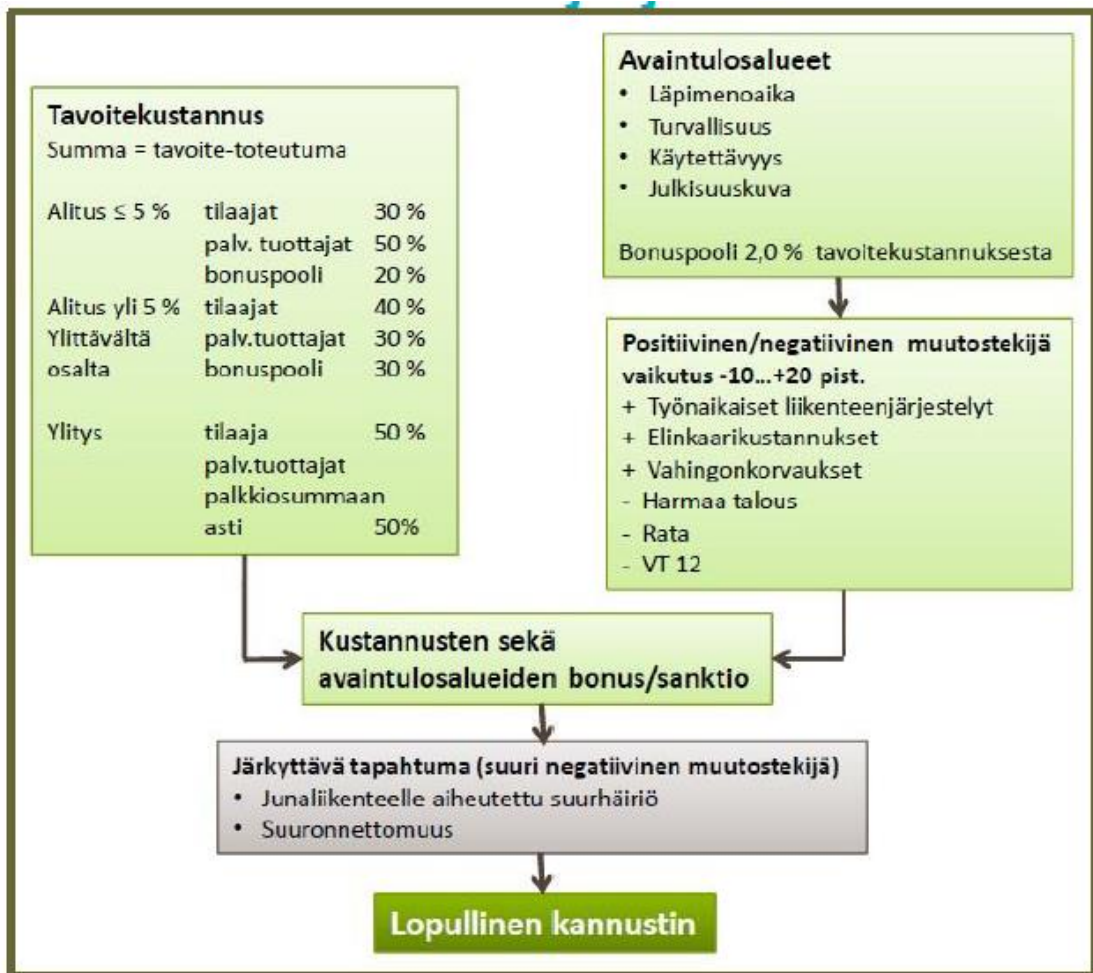 Tavoitekustannus
Summa = tavoite-toteutuma
Alitus ≤ 5 % tilaajat 30 %
palv. tuottajat 50 %
bonuspooli 20 %
Alitus yli 5 % tilaajat 40 %
Ylittävältä palv.tuottajat 30 %
osalta bonuspooli 30 %
Ylitys tilaaja 50 %
palv.tuottajat
palkkiosummaan
asti 50%
Avaintulosalueet
• Läpimenoaika
• Turvallisuus
• Käytettävyys
• Julkisuuskuva
Bonuspooli 2,0 % tavoitekustannuksesta
Positiivinen/negatiivinen muutostekijä
vaikutus -10...+20 pist.
+ Työnaikaiset liikenteenjärjestelyt
+ Elinkaarikustannukset
+ Vahingonkorvaukset
- Harmaa talous
- Rata
- VT 12
Kustannusten sekä
avaintulosalueiden bonus/sanktio
Järkyttävä tapahtuma (suuri negatiivinen muutostekijä)
• Junaliikenteelle aiheutettu suurhäiriö
• Suuronnettomuus
Lopullinen kannustin